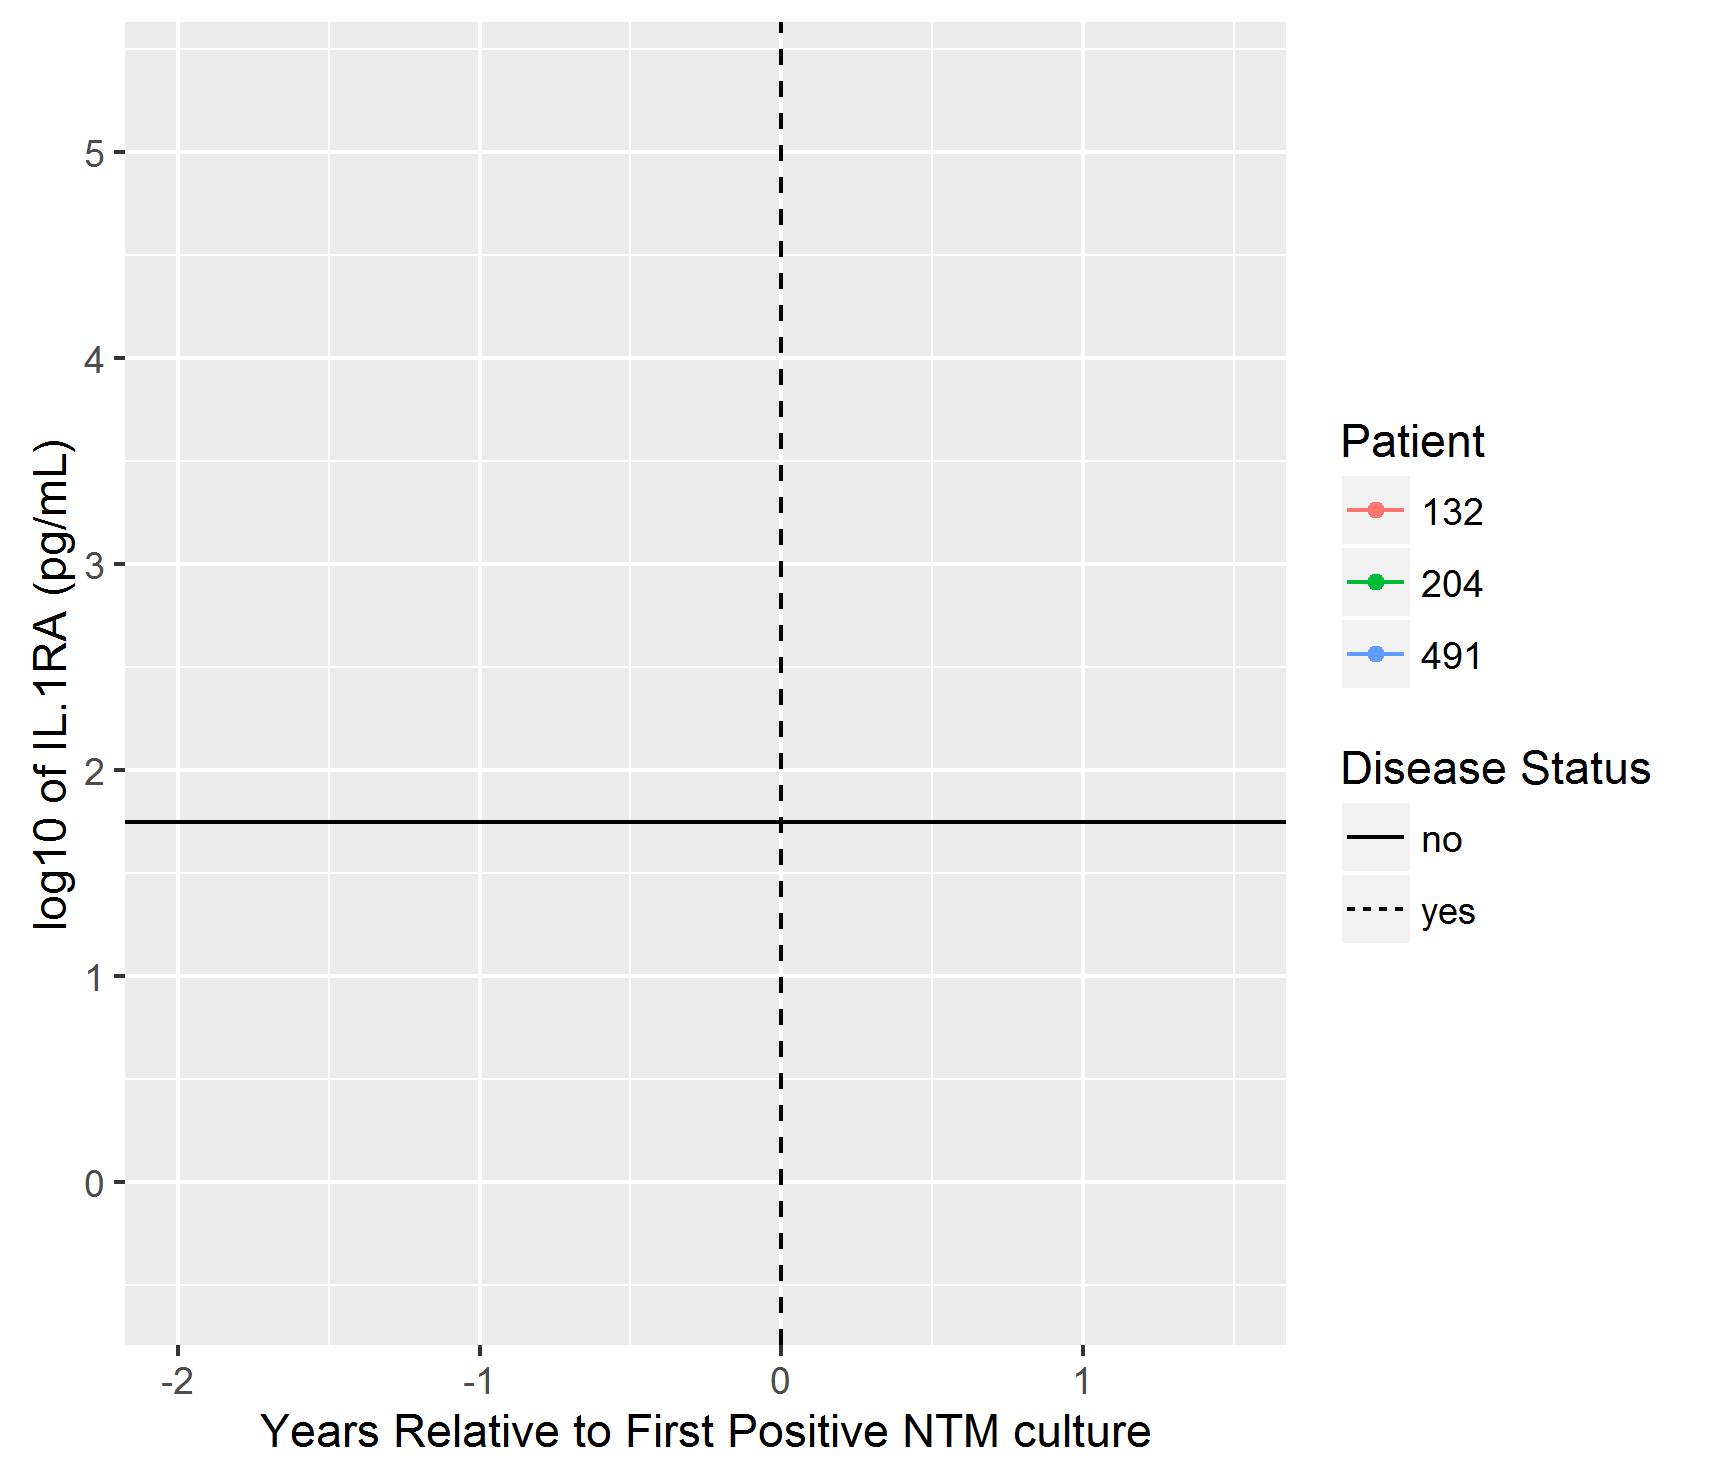 log10 of IL.1RA (pg/mL)
5
4
3
2
1
0
-2
-1
0
1
Years Relative to First Positive NTM culture
Patient
132
204
491
Disease Status
no
yes